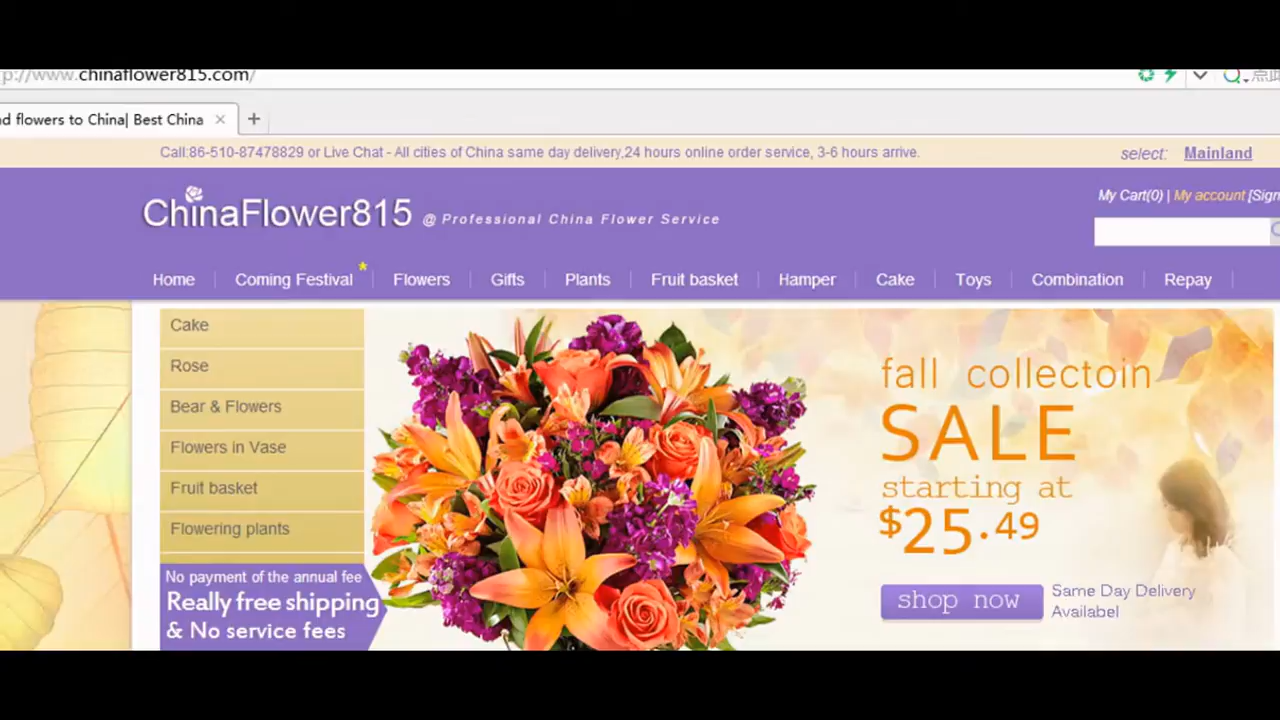 p://www.chinaflower815.com/
nd flowers to China| Best China
Call:86-510-87478829 or Live Chat - All cities of China same day delivery,24 hours online order service, 3-6 hours arrive.
select: Mainland
My Cart(0) | My account [Sign
ChinaFlower815 @ Professional China Flower Service
Home Coming Festival * Flowers Gifts Plants Fruit basket Hamper Cake Toys Combination Repay
Cake
Rose
Bear & Flowers
Flowers in Vase
Fruit basket
Flowering plants
No payment of the annual fee
Really free shipping
& No service fees
fall collectoin
SALE
starting at
$25.49
shop now
Same Day Delivery
Availabel